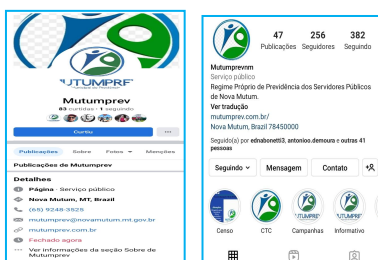 UTUMPRF
Mutumprev
63 curtidas • 1 seguindo
Curtiu
Publicações Sobre Fotos Menções
Publicações de Mutumprev
Detalhes
Página · Serviço público
Nova Mutum, MT, Brazil
(65) 9248-3525
mutumprev@novamutum.mt.gov.br
mutumprev.com.br
Fechado agora
Ver informações da seção Sobre de
Mutumprev
47 256 382
Publicações Seguidores Seguindo
Mutumprevnm
Serviço público
Regime Próprio de Previdência dos Servidores Públicos
de Nova Mutum.
Ver tradução
mutumprev.com.br/
Nova Mutum, Brazil 78450000
Seguido(a) por ednabonetti3, antonio.demoura e outras 41
pessoas
Seguindo Mensagem Contato
Censo CTC Campanhas Informativo